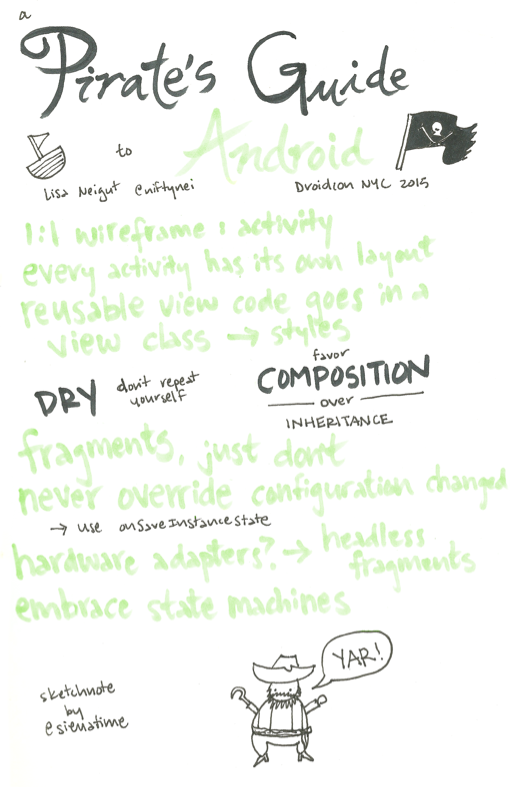 a
Pirate's Guide
to Android
Lisa Neigut @niftynei
Droidcon NYC 2015
1:1 wireframe : activity
every activity has its own layout
reusable view code goes in a
view class → styles
DRY don't repeat
yourself
favor
COMPOSITION
over
INHERITANCE
fragments, just don't
never override configuration changed
→ use onSaveInstanceState
hardware adapters? → headless
fragments
embrace state machines
YAR!
sketchnote
by
@sienatime